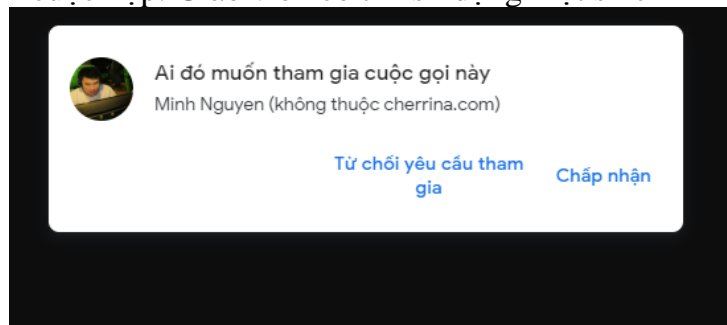 Ai đó muốn tham gia cuộc gọi này
Minh Nguyen (không thuộc cherrina.com)
Từ chối yêu cầu tham
gia
Chấp nhận